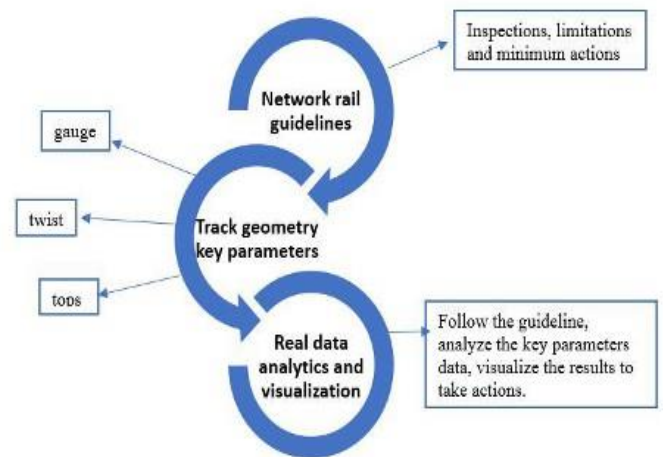 Inspections, limitations
and minimum actions
Network rail
guidelines
gauge
twist
tops
Track geometry
key parameters
Real data
analytics and
visualization
Follow the guideline,
analyze the key parameters
data, visualize the results to
take actions.